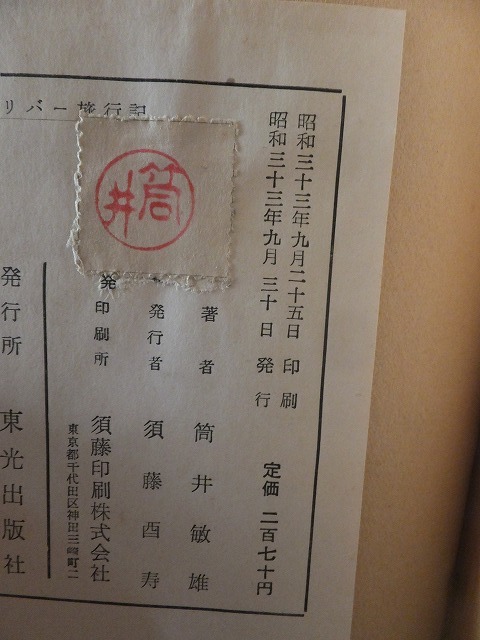 リバー旅行記
昭和三十三年九月二十五日 印刷
昭和三十三年九月三十日 発行
定価 二百七十円
筒井
著者 筒井敏雄
発行者 須藤酉寿
印刷所 須藤印刷株式会社
東京都千代田区神田三崎町二
発行所 東光出版社